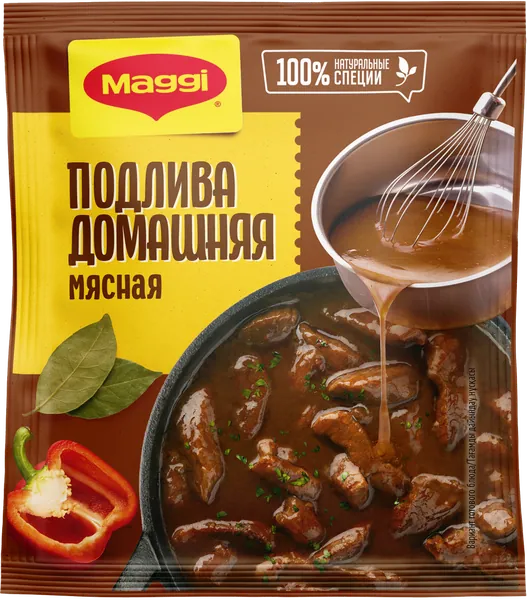 Maggi
®
100% НАТУРАЛЬНЫЕ
СПЕЦИИ
ПОДЛИВА
ДОМАШНЯЯ
МЯСНАЯ